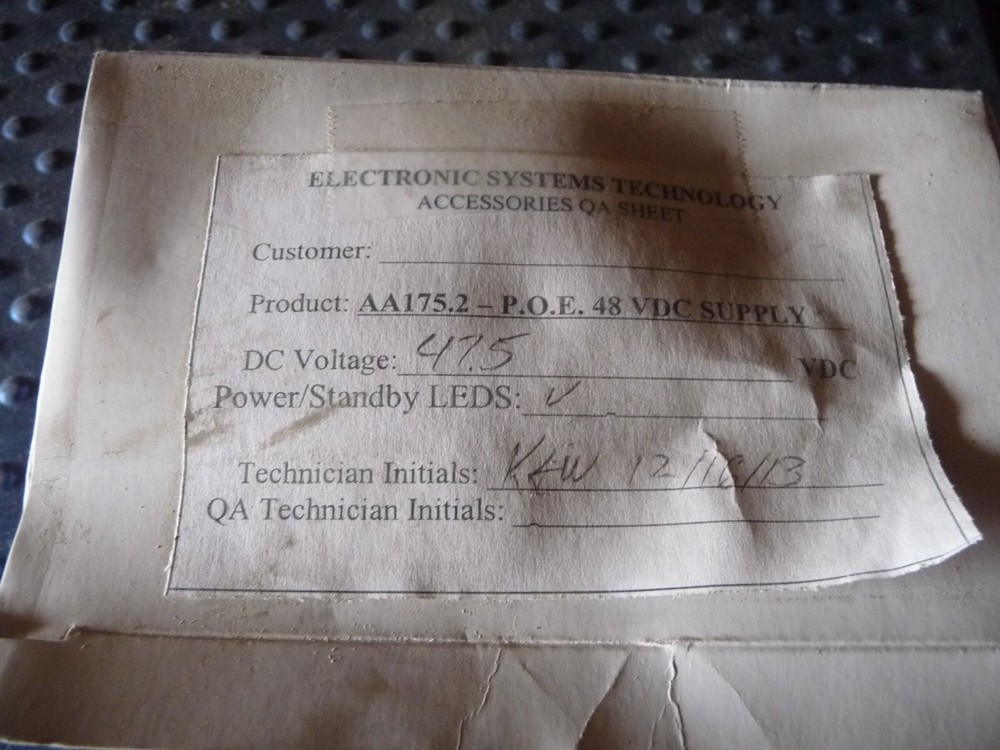 ELECTRONIC SYSTEMS TECHNOLOGY
ACCESSORIES QA SHEET
Customer:
Product: AA175.2 – P.O.E. 48 VDC SUPPLY
DC Voltage: 47.5 VDC
Power/Standby LEDS: ✓
Technician Initials: 12/16/13
QA Technician Initials: